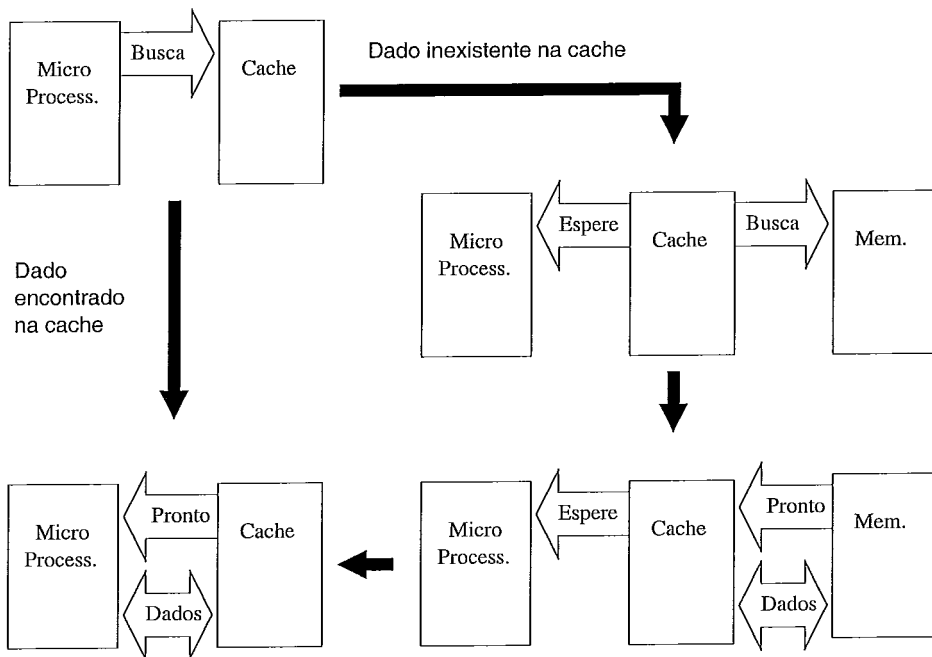 Micro
Process.
Busca
Cache
Dado inexistente na cache
Dado
encontrado
na cache
Micro
Process.
Espere
Cache
Busca
Mem.
Micro
Process.
Pronto
Dados
Cache
Micro
Process.
Espere
Cache
Pronto
Dados
Mem.